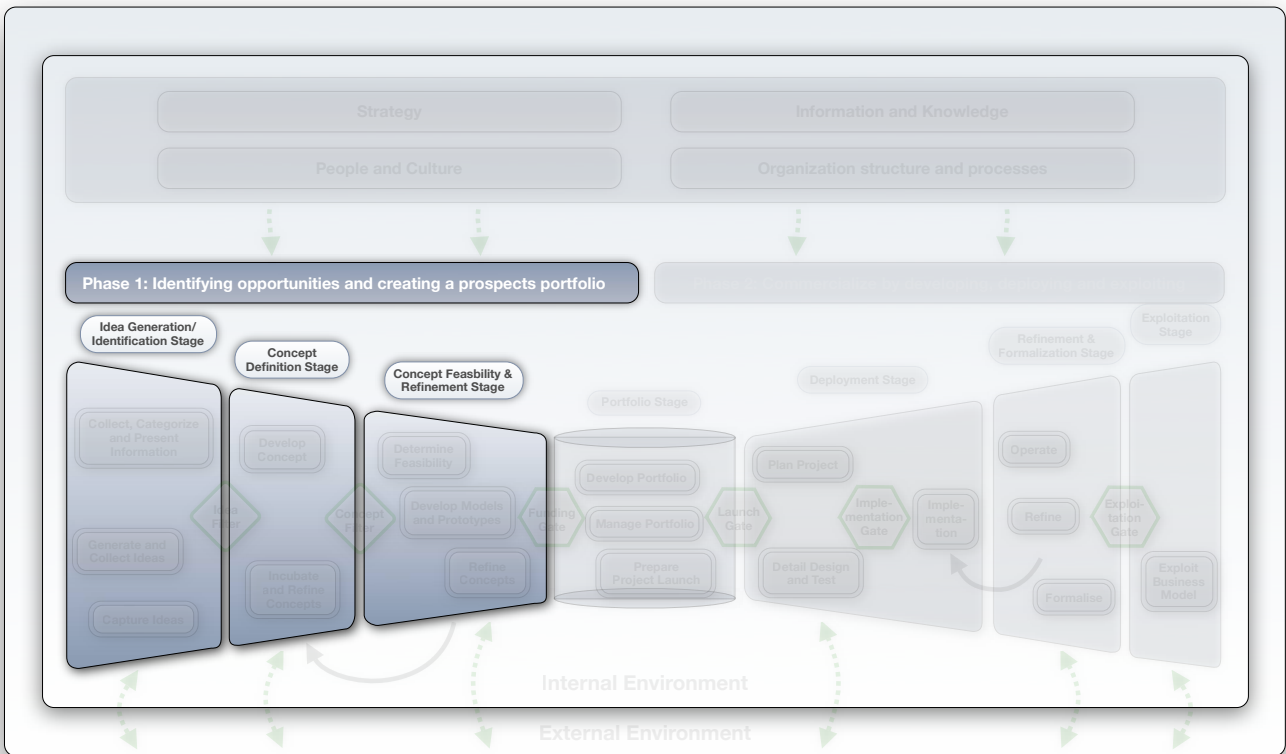 Strategy
Information and Knowledge
People and Culture
Organization structure and processes
Phase 1: Identifying opportunities and creating a prospects portfolio
Idea Generation/
Identification Stage
Concept
Definition Stage
Concept Feasbility &
Refinement Stage
Portfolio Stage
Deployment Stage
Refinement &
Formalization Stage
Exploitation
Stage
Collect, Categorize
and Present
Information
Generate and
Collect Ideas
Capture Ideas
Idea
Filter
Develop
Concept
Incubate
and Refine
Concepts
Concept
Filter
Determine
Feasibility
Develop Models
and Prototypes
Refine
Concepts
Funding
Gate
Develop Portfolio
Manage Portfolio
Prepare
Project Launch
Launch
Gate
Plan Project
Detail Design
and Test
Imple-
mentation
Gate
Imple-
menta-
tion
Operate
Refine
Formalise
Exploi-
tation
Gate
Exploit
Business
Model
Internal Environment
External Environment